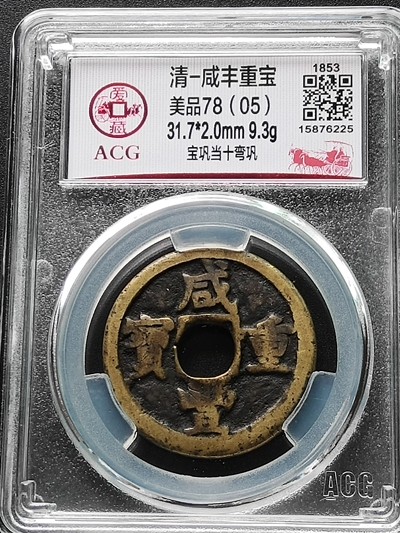 爱藏
ACG
清-咸丰重宝
美品78（05）
31.7*2.0mm 9.3g
宝巩当十弯巩
1853
15876225
咸
寶 重
豐
ACG